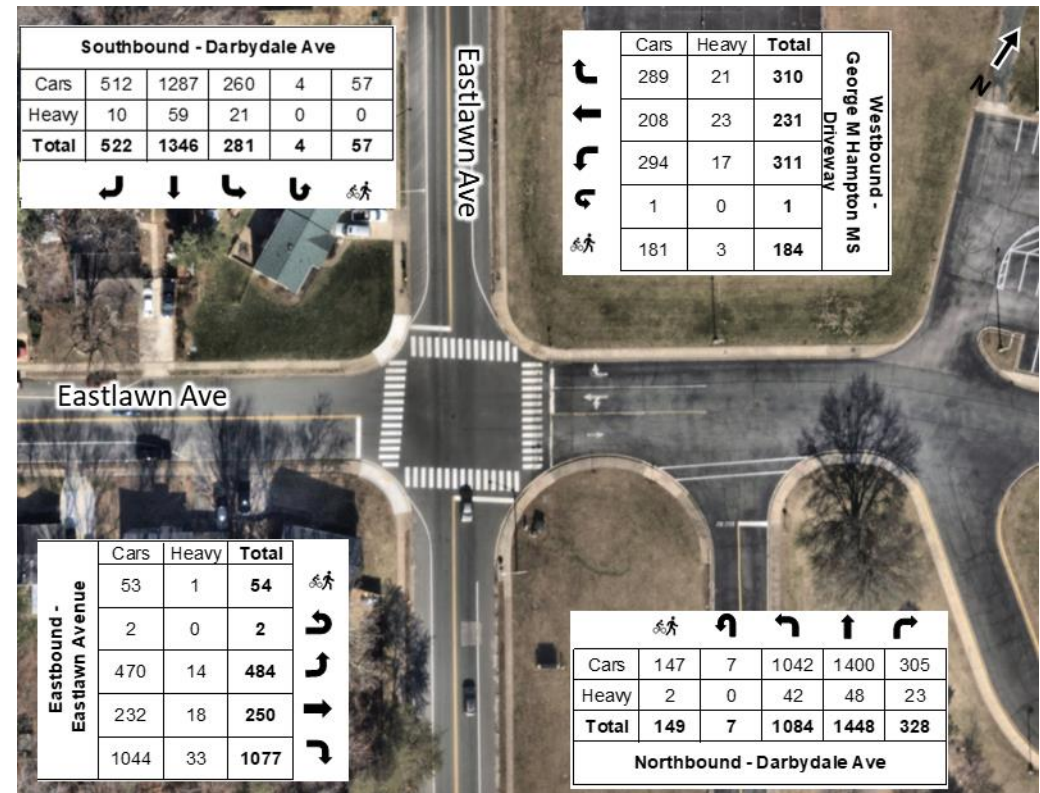 Southbound - Darbydale Ave
Cars 512 1287 260 4 57
Heavy 10 59 21 0 0
Total 522 1346 281 4 57
Eastlawn Ave
Cars Heavy Total
289 21 310
208 23 231
294 17 311
1 0 1
181 3 184
Westbound -
George M Hampton MS
Driveway
N
Eastlawn Ave
Eastbound -
Eastlawn Avenue
Cars Heavy Total
53 1 54
2 0 2
470 14 484
232 18 250
1044 33 1077
Cars 147 7 1042 1400 305
Heavy 2 0 42 48 23
Total 149 7 1084 1448 328
Northbound - Darbydale Ave